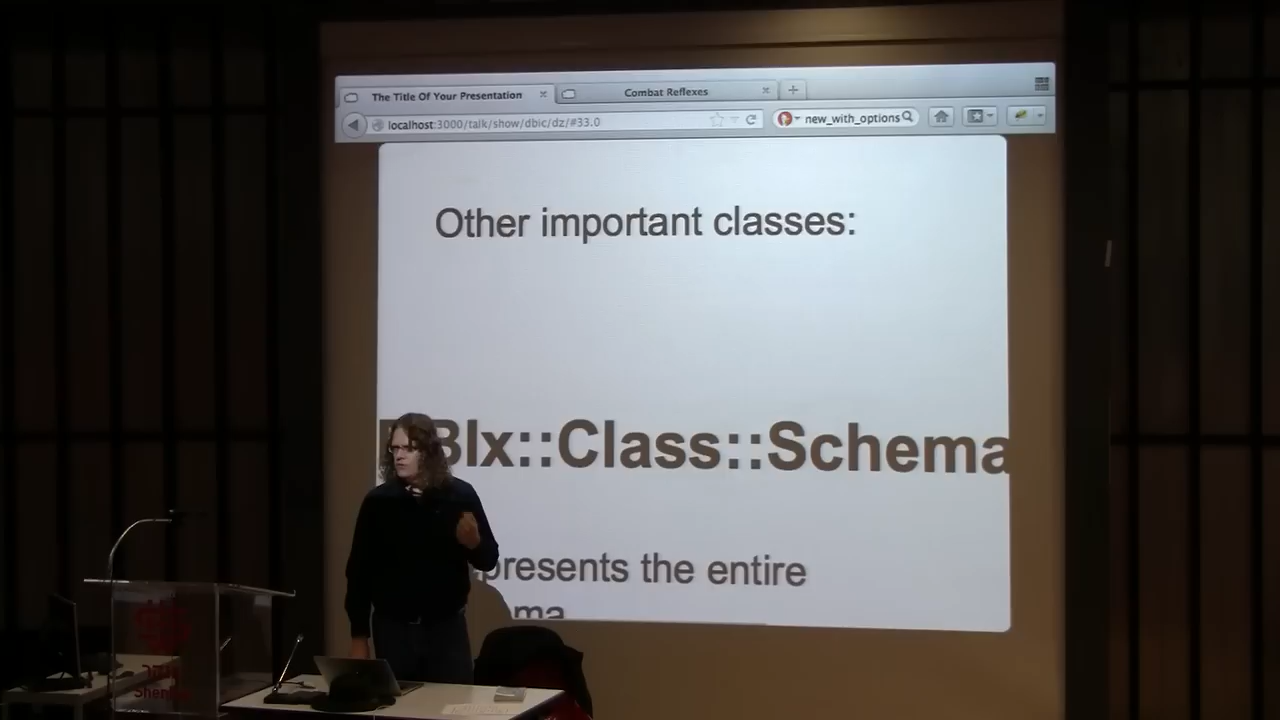 The Title Of Your Presentation
Combat Reflexes
localhost:3000/talk/show/dbic/dz/#33.0
new_with_options
Other important classes:
Blx::Class::Schema
presents the entire
ma
שנקר